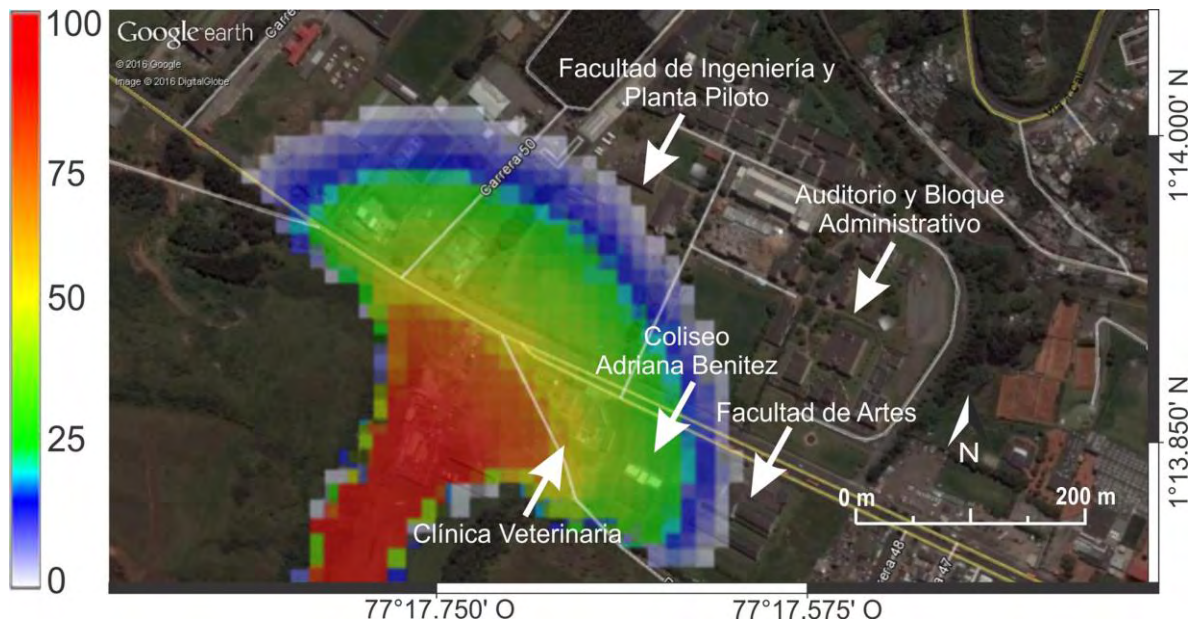 100
75
50
25
0
Google earth
© 2016 Google
Image © 2016 DigitalGlobe
Carrera 50
Facultad de Ingeniería y
Planta Piloto
Auditorio y Bloque
Administrativo
Coliseo
Adriana Benitez
Facultad de Artes
Clínica Veterinaria
N
0 m
200 m
1°14.000' N
1°13.850' N
77°17.750' O
77°17.575' O